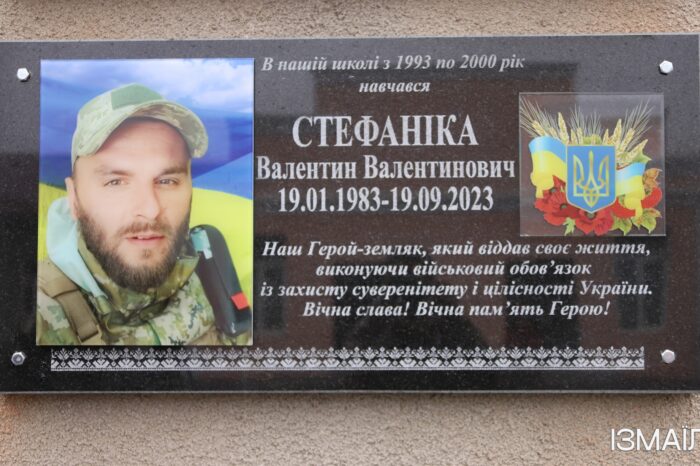 В нашій школі з 1993 по 2000 рік
навчався
СТЕФАНІКА
Валентин Валентинович
19.01.1983-19.09.2023
Наш Герой-земляк, який віддав своє життя,
виконуючи військовий обов'язок
із захисту суверенітету і цілісності України.
Вічна слава! Вічна пам'ять Герою!
ІЗМАЇЛ